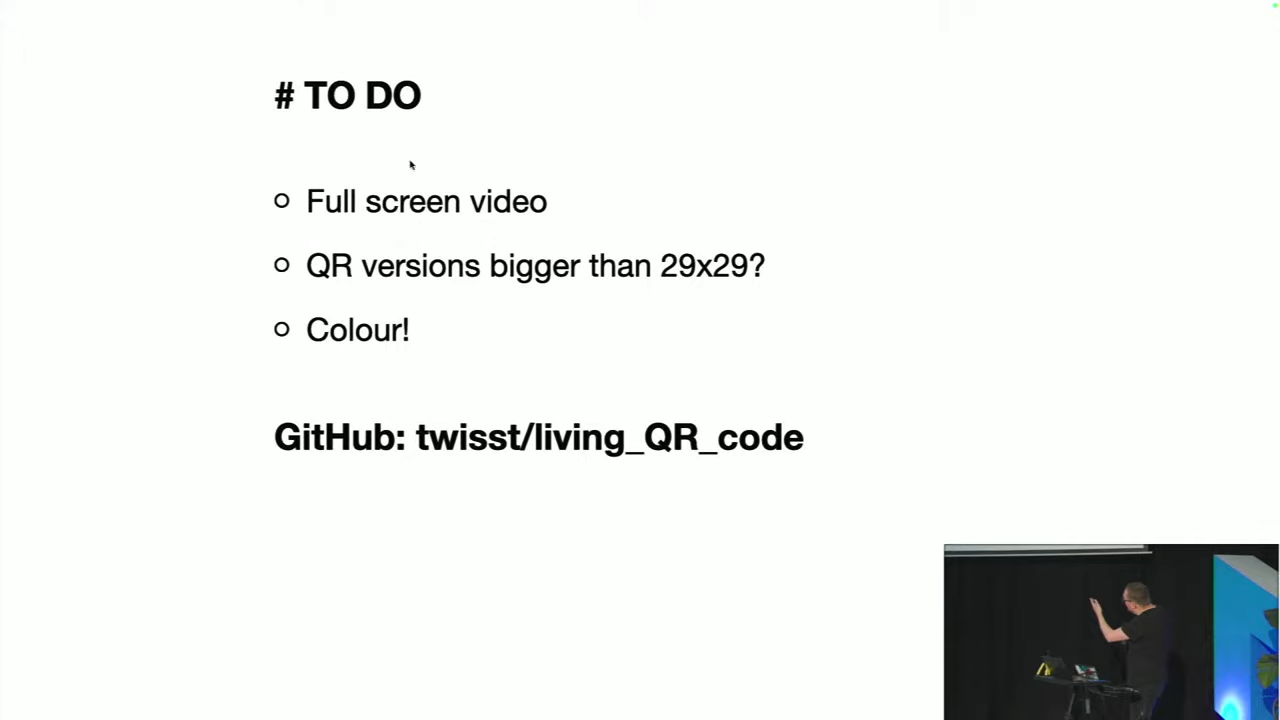 # TO DO
Full screen video
QR versions bigger than 29x29?
Colour!
GitHub: twisst/living_QR_code